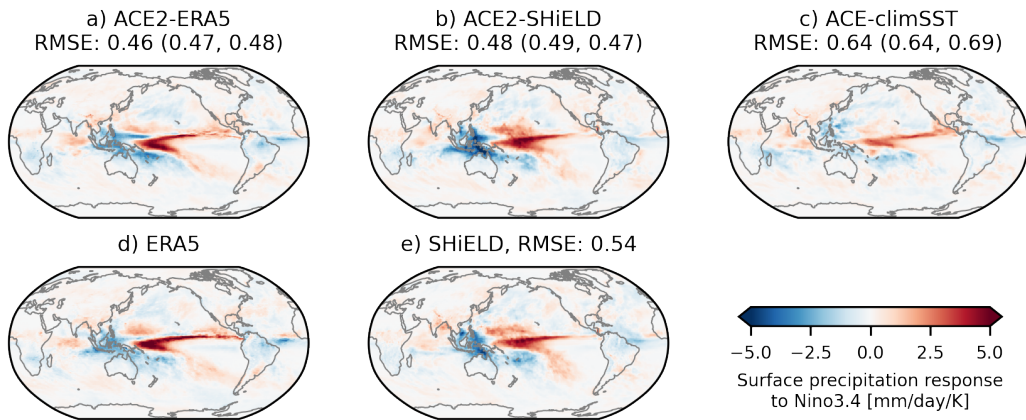 a) ACE2-ERA5
RMSE: 0.46 (0.47, 0.48)
b) ACE2-SHiELD
RMSE: 0.48 (0.49, 0.47)
c) ACE-climSST
RMSE: 0.64 (0.64, 0.69)
d) ERA5
e) SHiELD, RMSE: 0.54
−5.0 −2.5 0.0 2.5 5.0
Surface precipitation response
to Nino3.4 [mm/day/K]